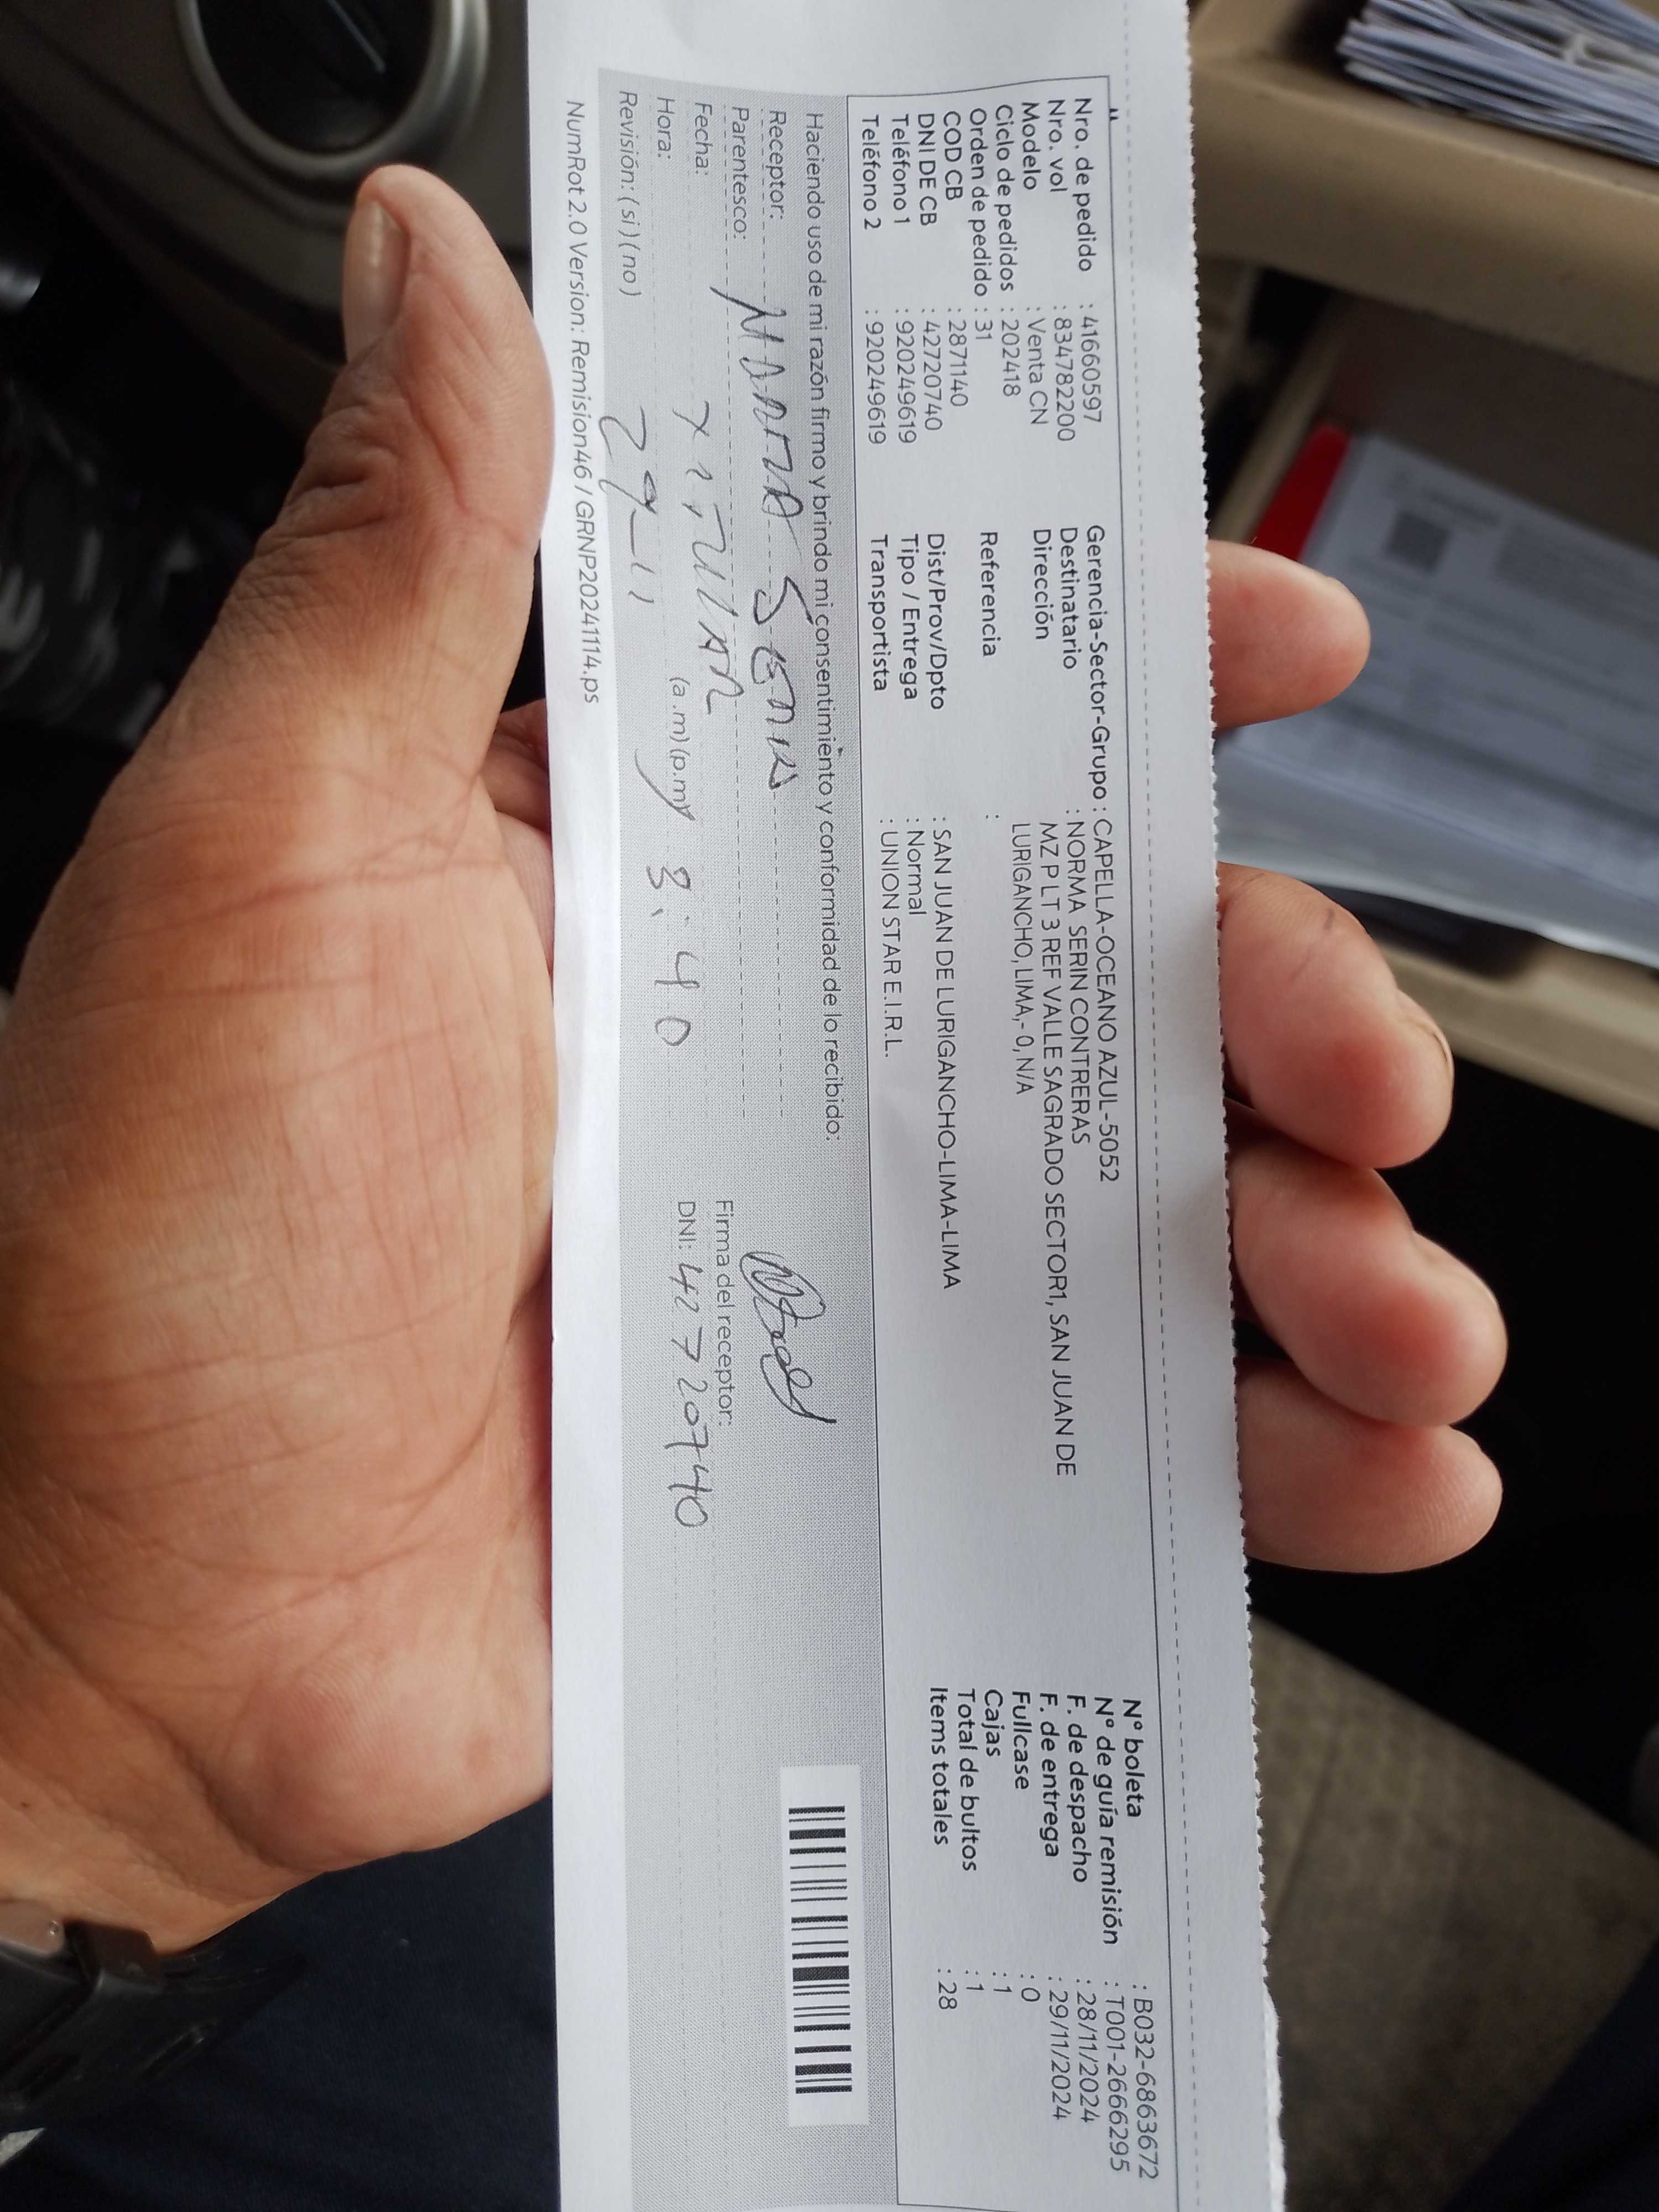 Nro. de pedido : 41660597
Nro. vol : 834782200
Modelo : Venta CN
Ciclo de pedidos : 202418
Orden de pedido : 31
COD CB : 2871140
DNI DE CB : 42720740
Teléfono 1 : 920249619
Teléfono 2 : 920249619
Gerencia-Sector-Grupo : CAPELLA-OCEANO AZUL-5052
Destinatario : NORMA SERIN CONTRERAS
Dirección MZ P LT 3 REF VALLE SAGRADO SECTOR1, SAN JUAN DE
LURIGANCHO, LIMA,- 0, N/A
Referencia :
Dist/Prov/Dpto : SAN JUAN DE LURIGANCHO-LIMA-LIMA
Tipo / Entrega : Normal
Transportista : UNION STAR E.I.R.L.
N° boleta : B032-6863672
N° de guía remisión : T001-2666295
F. de despacho : 28/11/2024
F. de entrega : 29/11/2024
Fullcase : 0
Cajas : 1
Total de bultos : 1
Items totales : 28
Haciendo uso de mi razón firmo y brindo mi consentimiento y conformidad de lo recibido:
Receptor:
Parentesco:
Fecha: 29-11
Hora: (a.m) (p.m) 3:40
Revisión: (si) (no)
Firma del receptor:
DNI: 42720740
NumRot 2.0 Version: Remision46 / GRNP20241114.ps